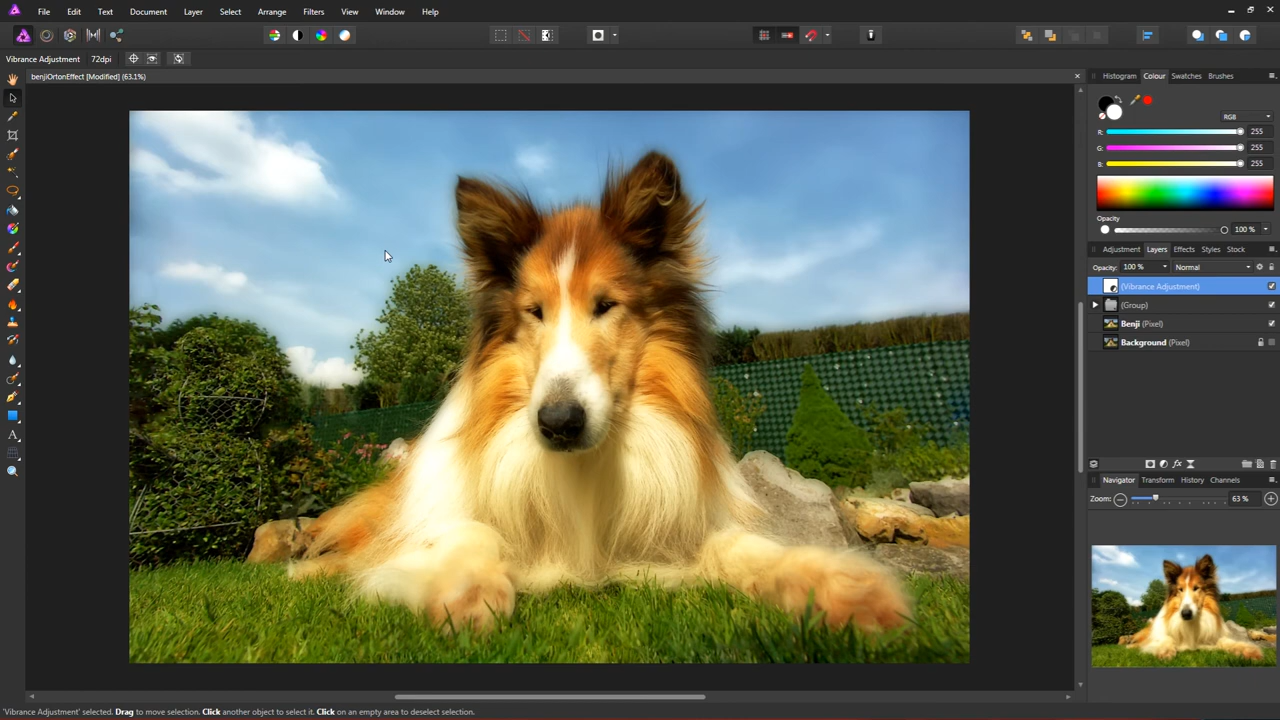 File Edit Text Document Layer Select Arrange Filters View Window Help
Vibrance Adjustment 72dpi
benjiOrtonEffect [Modified] (63.1%)
Histogram Colour Swatches Brushes
RGB
R: 255
G: 255
B: 255
Opacity
100 %
Adjustment Layers Effects Styles Stock
Opacity: 100 % Normal
(Vibrance Adjustment)
(Group)
Benji (Pixel)
Background (Pixel)
Navigator Transform History Channels
Zoom: 63 %
'Vibrance Adjustment' selected. Drag to move selection. Click another object to select it. Click on an empty area to deselect selection.